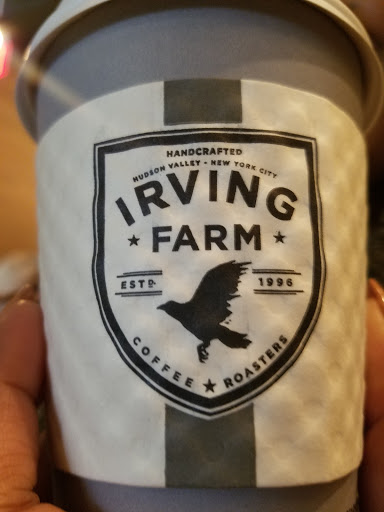 HANDCRAFTED
HUDSON VALLEY - NEW YORK CITY
IRVING
FARM
ESTD. 1996
COFFEE ★ ROASTERS